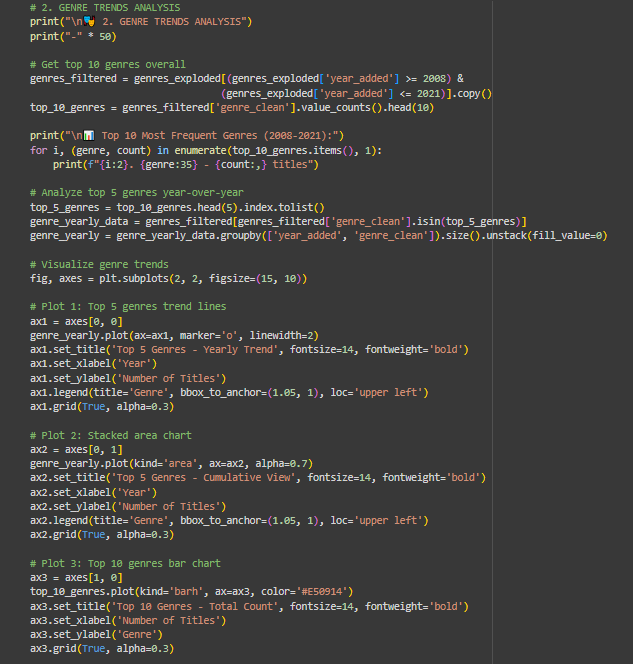 # 2. GENRE TRENDS ANALYSIS
print("\n🎭 2. GENRE TRENDS ANALYSIS")
print("-" * 50)

# Get top 10 genres overall
genres_filtered = genres_exploded[(genres_exploded['year_added'] >= 2008) &
                                  (genres_exploded['year_added'] <= 2021)].copy()
top_10_genres = genres_filtered['genre_clean'].value_counts().head(10)

print("\n📊 Top 10 Most Frequent Genres (2008-2021):")
for i, (genre, count) in enumerate(top_10_genres.items(), 1):
    print(f"{i:2}. {genre:35} - {count:,} titles")

# Analyze top 5 genres year-over-year
top_5_genres = top_10_genres.head(5).index.tolist()
genre_yearly_data = genres_filtered[genres_filtered['genre_clean'].isin(top_5_genres)]
genre_yearly = genre_yearly_data.groupby(['year_added', 'genre_clean']).size().unstack(fill_value=0)

# Visualize genre trends
fig, axes = plt.subplots(2, 2, figsize=(15, 10))

# Plot 1: Top 5 genres trend lines
ax1 = axes[0, 0]
genre_yearly.plot(ax=ax1, marker='o', linewidth=2)
ax1.set_title('Top 5 Genres - Yearly Trend', fontsize=14, fontweight='bold')
ax1.set_xlabel('Year')
ax1.set_ylabel('Number of Titles')
ax1.legend(title='Genre', bbox_to_anchor=(1.05, 1), loc='upper left')
ax1.grid(True, alpha=0.3)

# Plot 2: Stacked area chart
ax2 = axes[0, 1]
genre_yearly.plot(kind='area', ax=ax2, alpha=0.7)
ax2.set_title('Top 5 Genres - Cumulative View', fontsize=14, fontweight='bold')
ax2.set_xlabel('Year')
ax2.set_ylabel('Number of Titles')
ax2.legend(title='Genre', bbox_to_anchor=(1.05, 1), loc='upper left')
ax2.grid(True, alpha=0.3)

# Plot 3: Top 10 genres bar chart
ax3 = axes[1, 0]
top_10_genres.plot(kind='barh', ax=ax3, color='#E50914')
ax3.set_title('Top 10 Genres - Total Count', fontsize=14, fontweight='bold')
ax3.set_xlabel('Number of Titles')
ax3.set_ylabel('Genre')
ax3.grid(True, alpha=0.3)